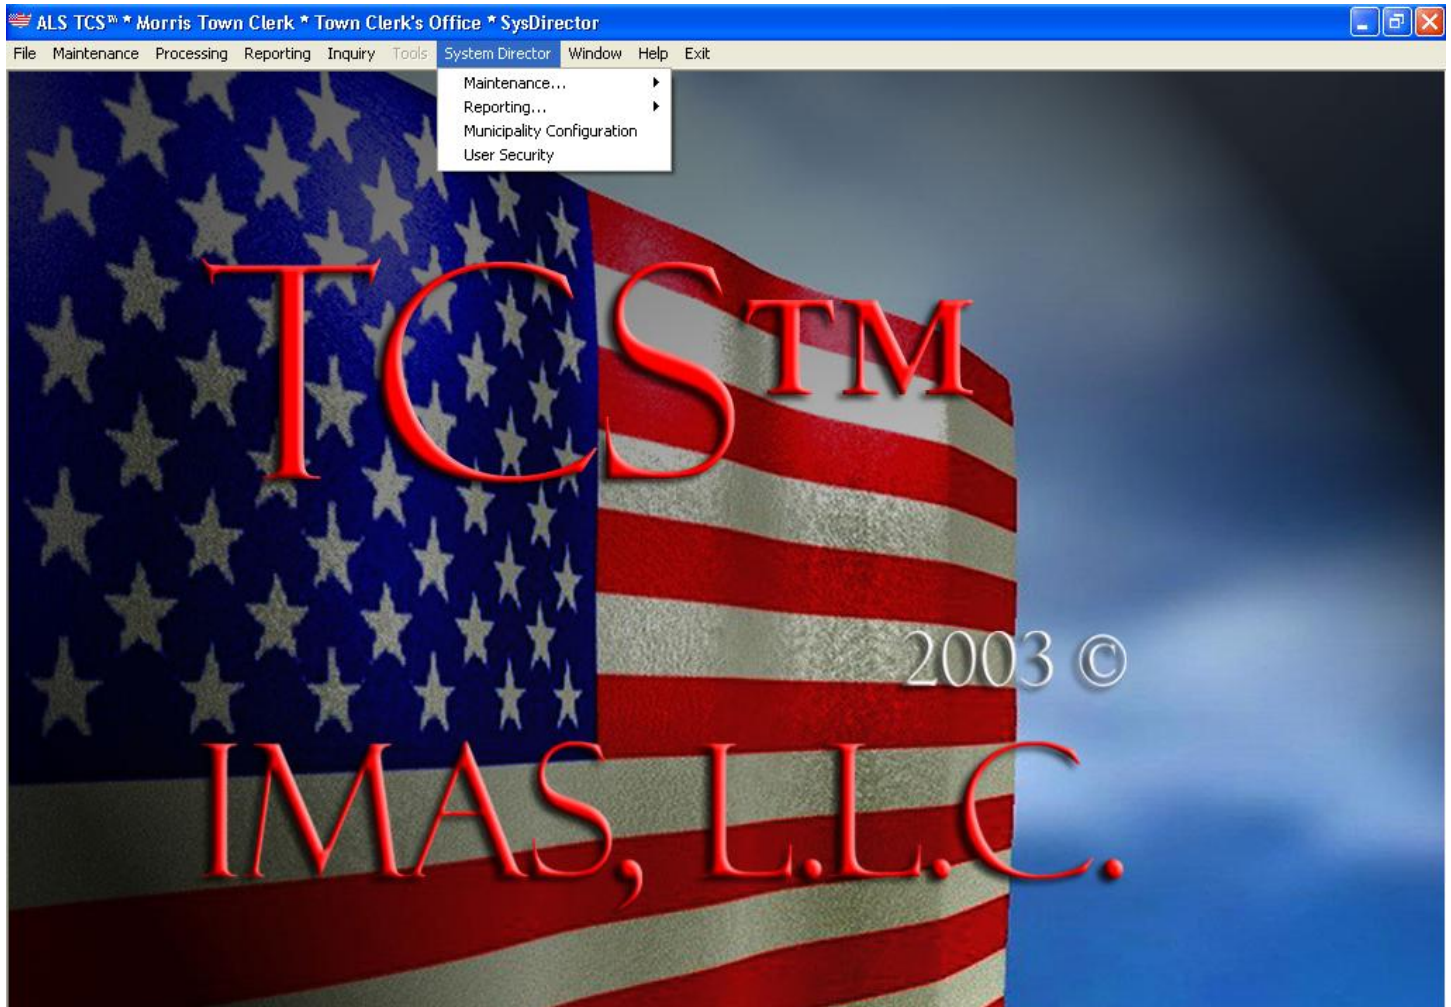 ALS TCS™ * Morris Town Clerk * Town Clerk's Office * SysDirector
File Maintenance Processing Reporting Inquiry Tools System Director Window Help Exit
Maintenance...
Reporting...
Municipality Configuration
User Security
TCS™
2003 ©
IMAS, L.L.C.